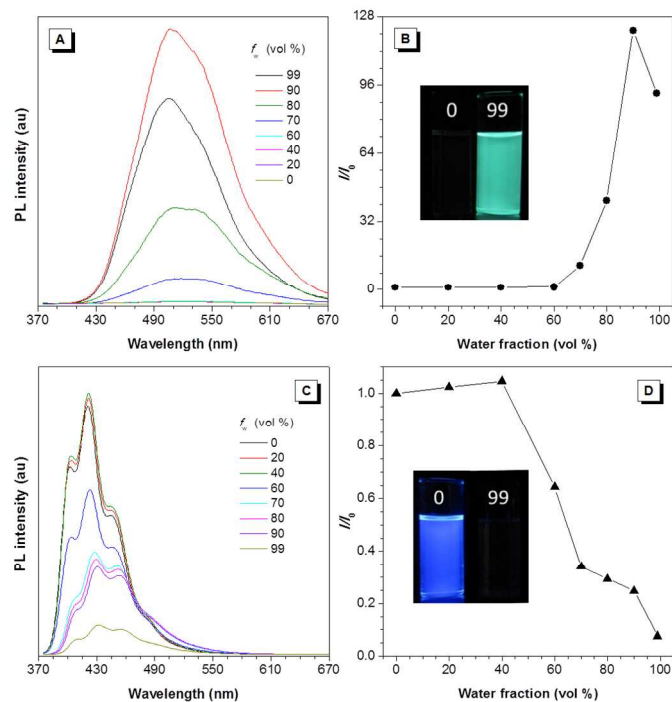 A
PL intensity (au)
f_w (vol %)
99
90
80
70
60
40
20
0
370 430 490 550 610 670
Wavelength (nm)
B
I/I_0
128
96
64
32
0
0 99
0 20 40 60 80 100
Water fraction (vol %)
C
PL intensity (au)
f_w (vol %)
0
20
40
60
70
80
90
99
370 430 490 550 610 670
Wavelength (nm)
D
I/I_0
1.0
0.8
0.6
0.4
0.2
0.0
0 99
0 20 40 60 80 100
Water fraction (vol %)